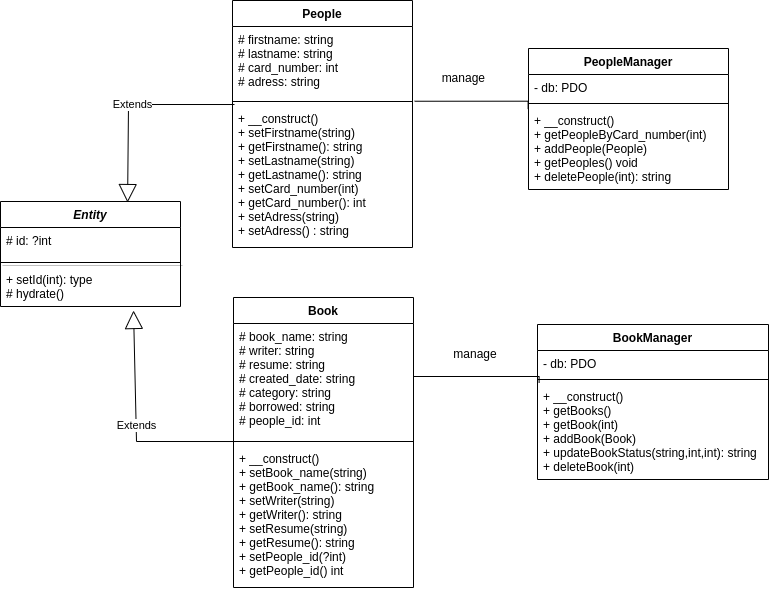 People
# firstname: string
# lastname: string
# card_number: int
# adress: string
+ __construct()
+ setFirstname(string)
+ getFirstname(): string
+ setLastname(string)
+ getLastname(): string
+ setCard_number(int)
+ getCard_number(): int
+ setAdress(string)
+ setAdress() : string
manage
PeopleManager
- db: PDO
+ __construct()
+ getPeopleByCard_number(int)
+ addPeople(People)
+ getPeoples() void
+ deletePeople(int): string
Extends
Entity
# id: ?int
+ setId(int): type
# hydrate()
Extends
Book
# book_name: string
# writer: string
# resume: string
# created_date: string
# category: string
# borrowed: string
# people_id: int
+ __construct()
+ setBook_name(string)
+ getBook_name(): string
+ setWriter(string)
+ getWriter(): string
+ setResume(string)
+ getResume(): string
+ setPeople_id(?int)
+ getPeople_id() int
manage
BookManager
- db: PDO
+ __construct()
+ getBooks()
+ getBook(int)
+ addBook(Book)
+ updateBookStatus(string,int,int): string
+ deleteBook(int)